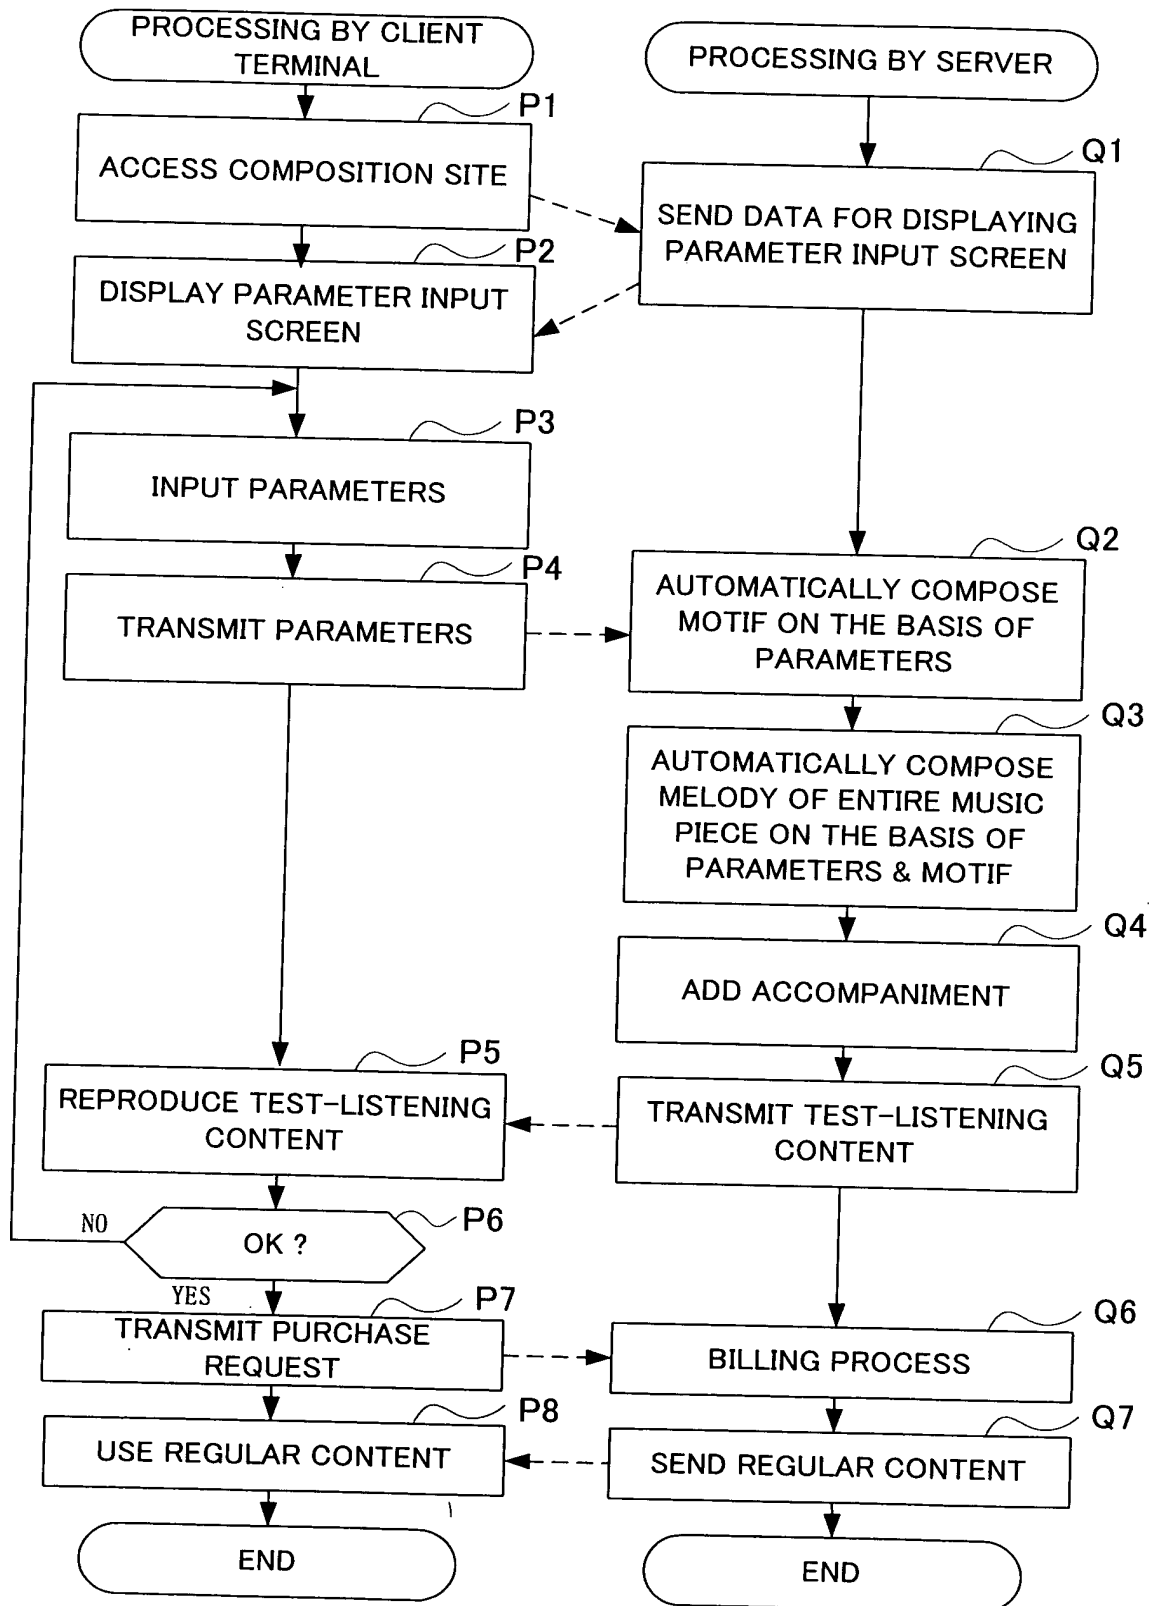 PROCESSING BY CLIENT
TERMINAL
P1
ACCESS COMPOSITION SITE
P2
DISPLAY PARAMETER INPUT
SCREEN
P3
INPUT PARAMETERS
P4
TRANSMIT PARAMETERS
P5
REPRODUCE TEST-LISTENING
CONTENT
P6
OK ?
NO
YES
P7
TRANSMIT PURCHASE
REQUEST
P8
USE REGULAR CONTENT
END
PROCESSING BY SERVER
Q1
SEND DATA FOR DISPLAYING
PARAMETER INPUT SCREEN
Q2
AUTOMATICALLY COMPOSE
MOTIF ON THE BASIS OF
PARAMETERS
Q3
AUTOMATICALLY COMPOSE
MELODY OF ENTIRE MUSIC
PIECE ON THE BASIS OF
PARAMETERS & MOTIF
Q4
ADD ACCOMPANIMENT
Q5
TRANSMIT TEST-LISTENING
CONTENT
Q6
BILLING PROCESS
Q7
SEND REGULAR CONTENT
END